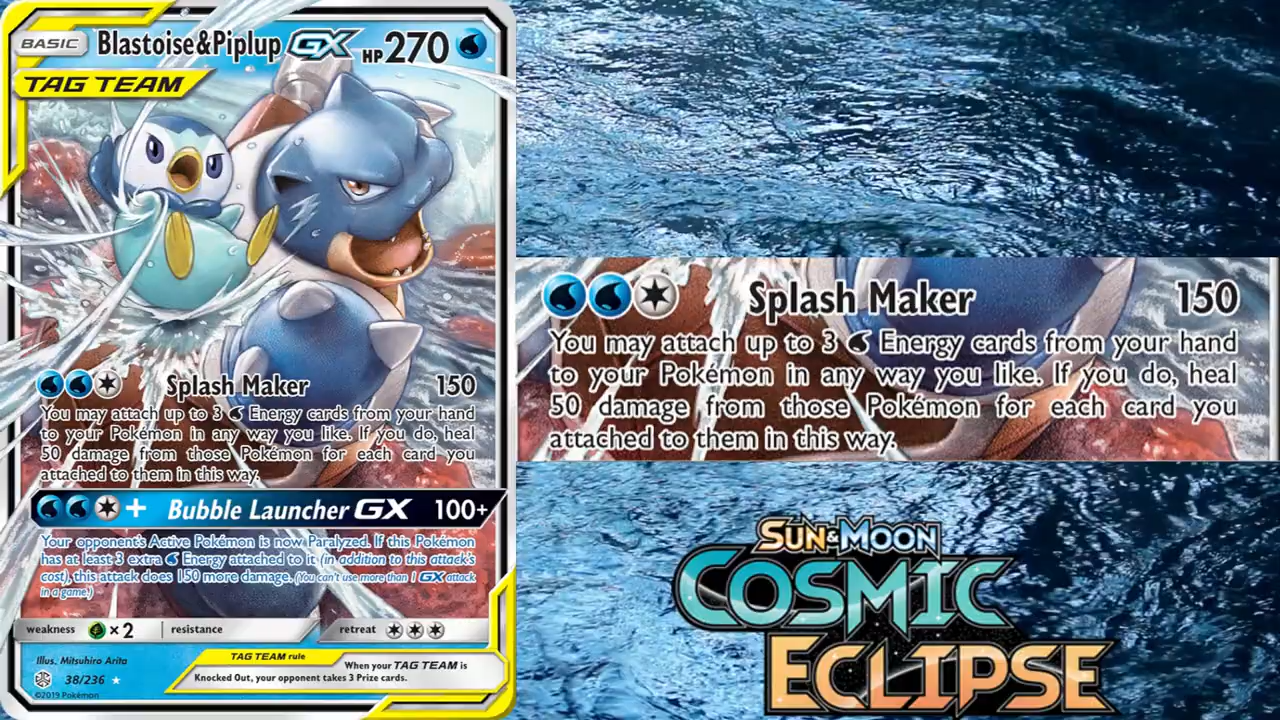 BASIC Blastoise&Piplup GX HP 270
TAG TEAM
Splash Maker 150
You may attach up to 3 Energy cards from your hand
to your Pokémon in any way you like. If you do, heal
50 damage from those Pokémon for each card you
attached to them in this way.
+ Bubble Launcher GX 100+
Your opponent's Active Pokémon is now Paralyzed. If this Pokémon
has at least 3 extra Energy attached to it (in addition to this attack's
cost), this attack does 150 more damage. (You can't use more than 1 GX attack
in a game.)
weakness ×2 resistance retreat
Illus. Mitsuhiro Arita
38/236
©2019 Pokémon
TAG TEAM rule
When your TAG TEAM is
Knocked Out, your opponent takes 3 Prize cards.
Splash Maker 150
You may attach up to 3 Energy cards from your hand
to your Pokémon in any way you like. If you do, heal
50 damage from those Pokémon for each card you
attached to them in this way.
SUN & MOON
COSMIC
ECLIPSE